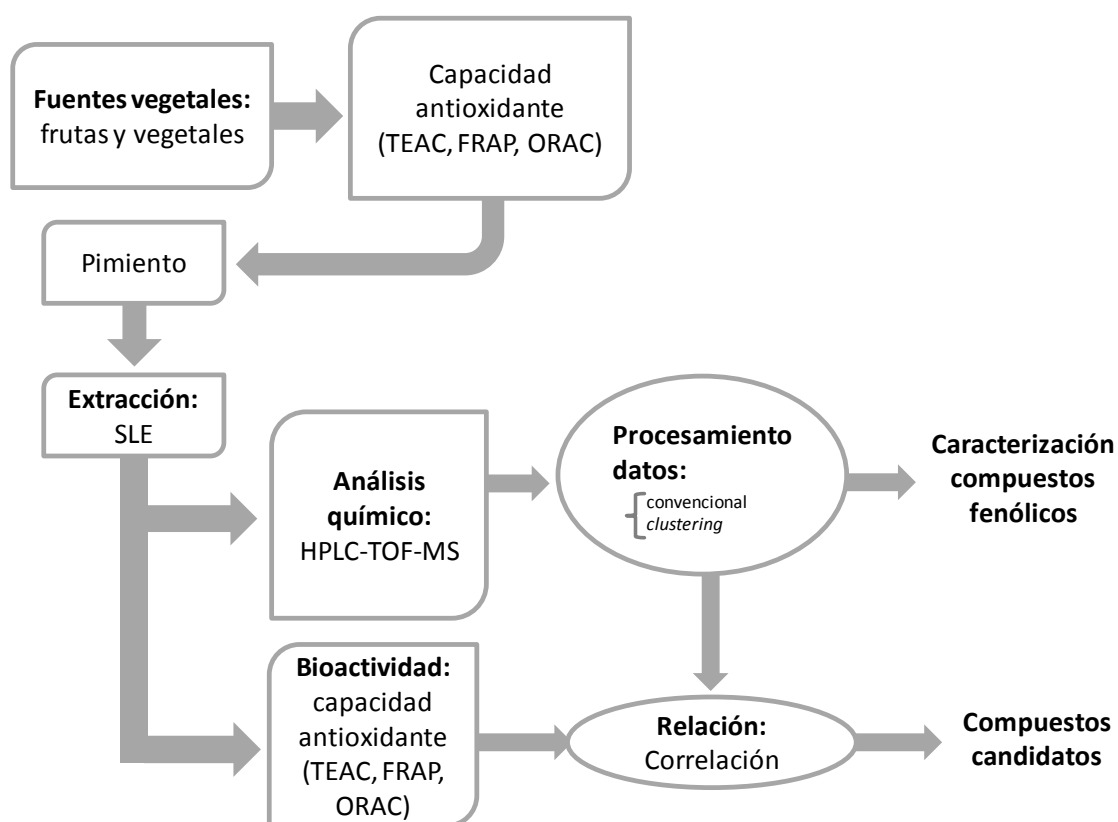 Fuentes vegetales:
frutas y vegetales
Capacidad
antioxidante
(TEAC, FRAP, ORAC)
Pimiento
Extracción:
SLE
Análisis
químico:
HPLC-TOF-MS
Procesamiento
datos:
convencional
clustering
Caracterización
compuestos
fenólicos
Bioactividad:
capacidad
antioxidante
(TEAC, FRAP,
ORAC)
Relación:
Correlación
Compuestos
candidatos